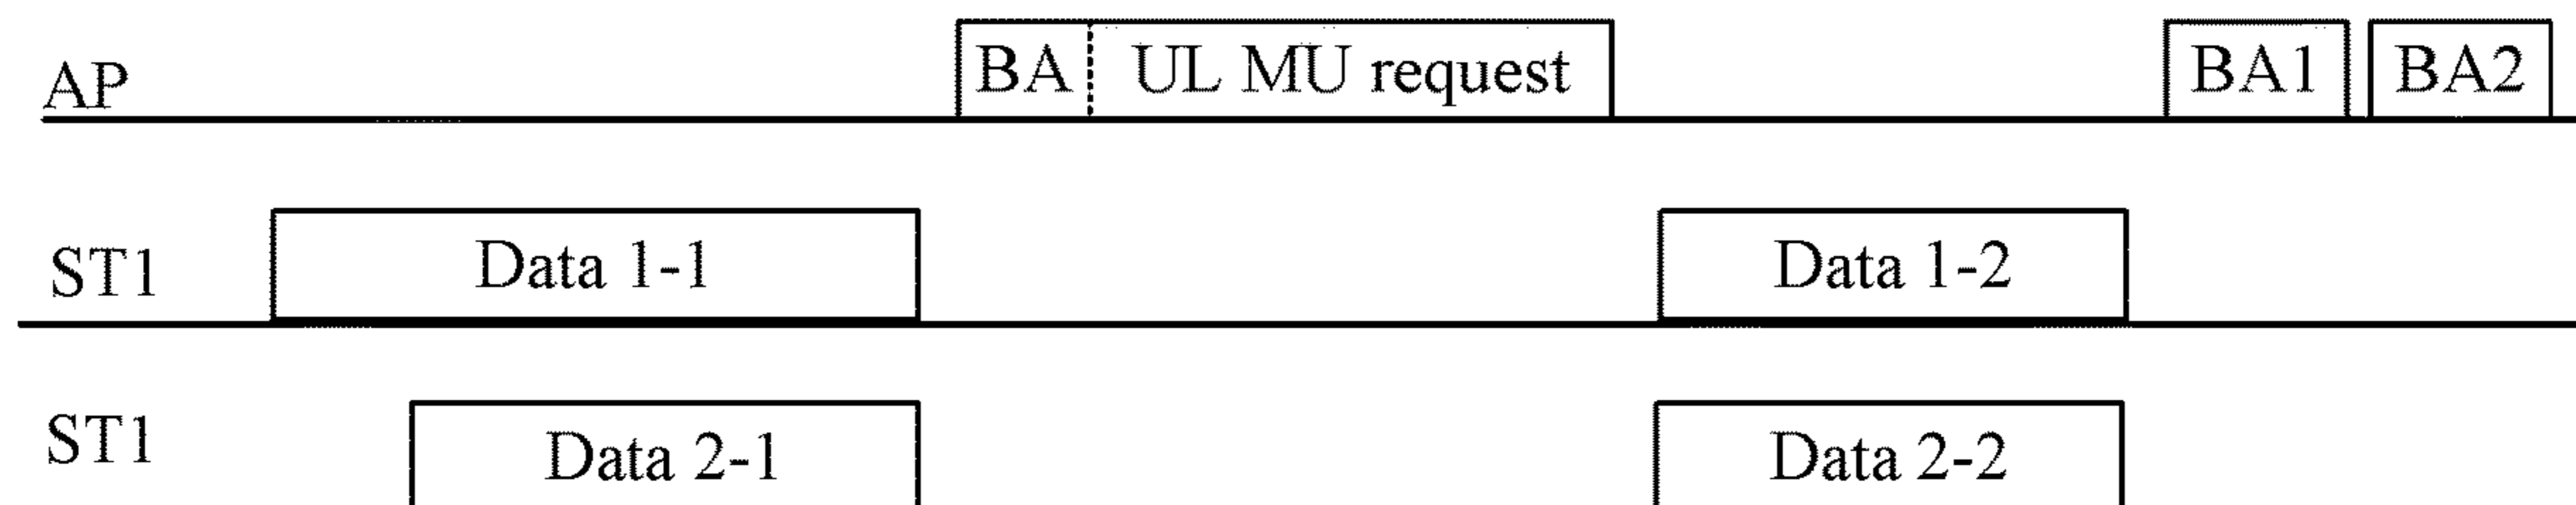 AP BA UL MU request BA1 BA2
ST1 Data 1-1 Data 1-2
ST1 Data 2-1 Data 2-2